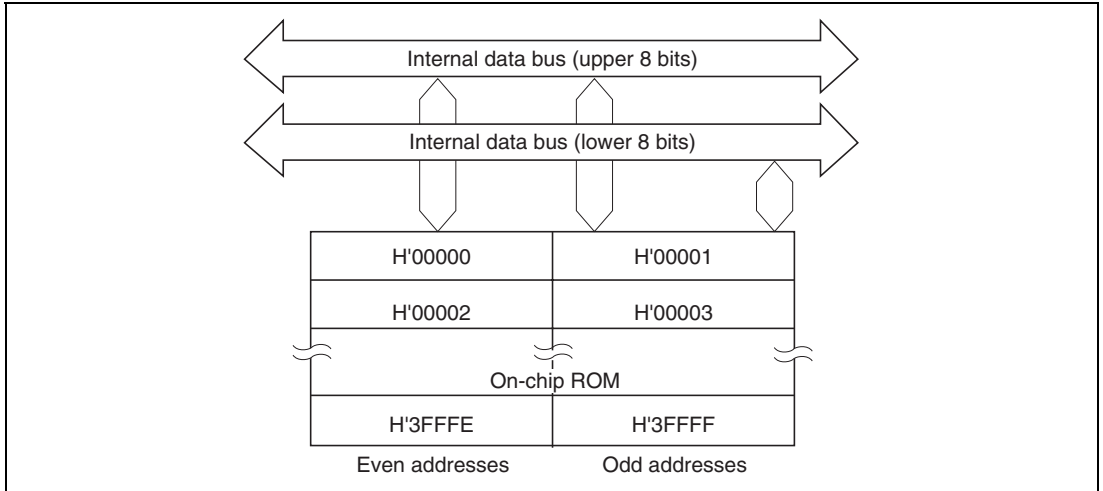 Internal data bus (upper 8 bits)
Internal data bus (lower 8 bits)
H'00000 H'00001
H'00002 H'00003
On-chip ROM
H'3FFFE H'3FFFF
Even addresses Odd addresses